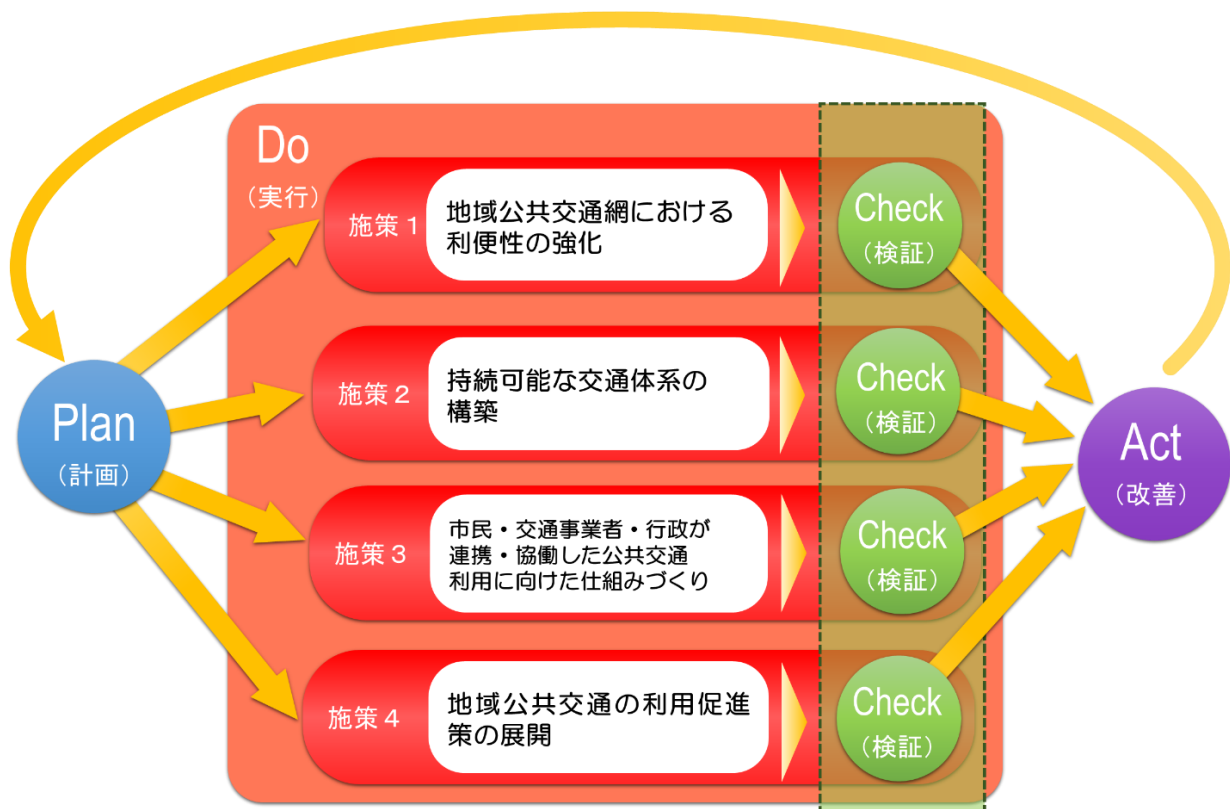 Do
（実行）
施策１
地域公共交通網における
利便性の強化
Check
（検証）
Plan
（計画）
施策２
持続可能な交通体系の
構築
Check
（検証）
Act
（改善）
施策３
市民・交通事業者・行政が
連携・協働した公共交通
利用に向けた仕組みづくり
Check
（検証）
施策４
地域公共交通の利用促進
策の展開
Check
（検証）